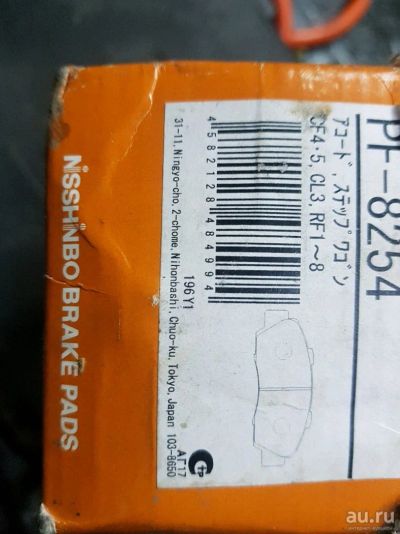 PF-8254
アコード,ステップワゴン
CF4・5,CL3,RF1～8
4582128484994
196Y1
31-11,Ningyo-cho,2-chome,Nihonbashi,Chuo-ku,Tokyo,Japan 103-8650
АГ17
NISSHINBO BRAKE PADS
au.ru